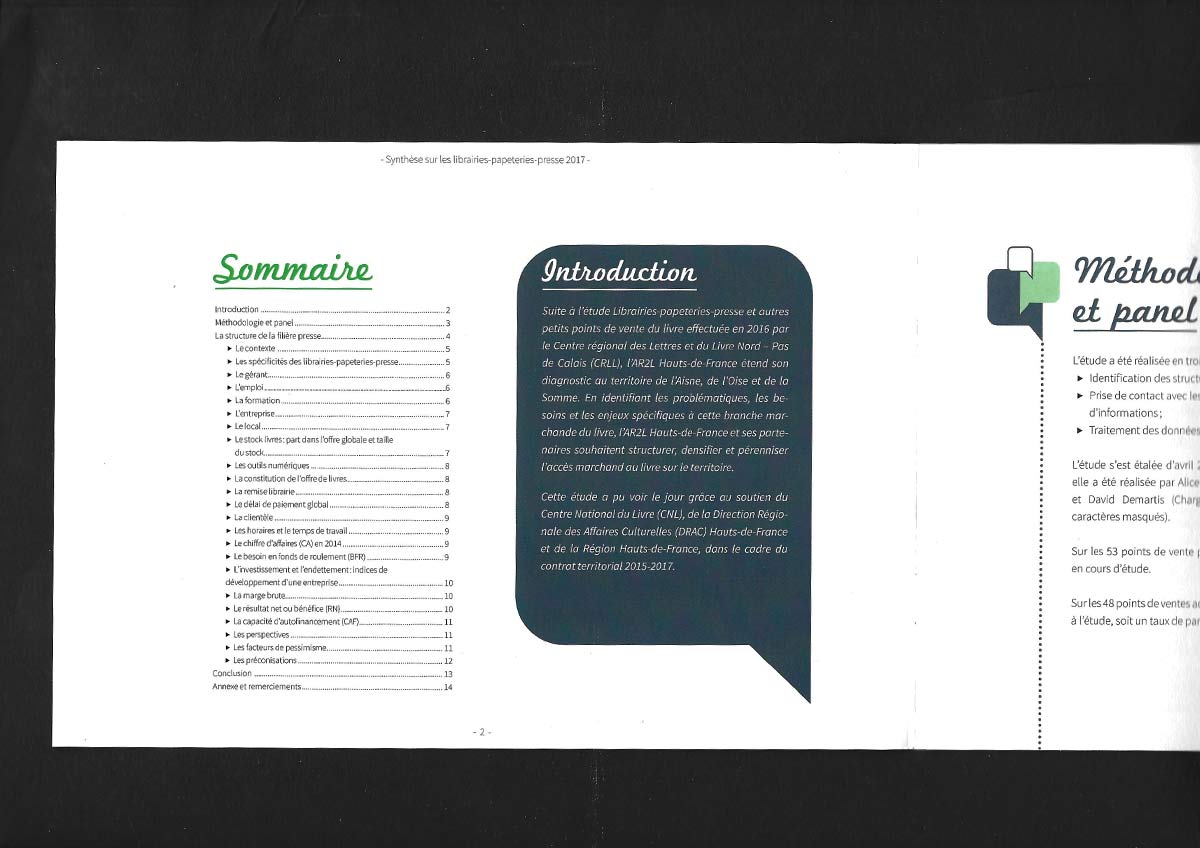 - Synthèse sur les librairies-papeteries-presse 2017 -
Sommaire
Introduction 2
Méthodologie et panel 3
La structure de la filière presse 4
► Le contexte 5
► Les spécificités des librairies-papeteries-presse 5
► Le gérant 6
► L'emploi 6
► La formation 6
► L'entreprise 7
► Le local 7
► Le stock livres : part dans l'offre globale et taille
du stock 7
► Les outils numériques 8
► La constitution de l'offre de livres 8
► La remise librairie 8
► Le délai de paiement global 8
► La clientèle 9
► Les horaires et le temps de travail 9
► Le chiffre d'affaires (CA) en 2014 9
► Le besoin en fonds de roulement (BFR) 9
► L'investissement et l'endettement : indices de
développement d'une entreprise 10
► La marge brute 10
► Le résultat net ou bénéfice (RN) 10
► La capacité d'autofinancement (CAF) 11
► Les perspectives 11
► Les facteurs de pessimisme 11
► Les préconisations 12
Conclusion 13
Annexe et remerciements 14
Introduction
Suite à l'étude Librairies-papeteries-presse et autres
petits points de vente du livre effectuée en 2016 par
le Centre régional des Lettres et du Livre Nord – Pas
de Calais (CRLL), l'AR2L Hauts-de-France étend son
diagnostic au territoire de l'Aisne, de l'Oise et de la
Somme. En identifiant les problématiques, les be-
soins et les enjeux spécifiques à cette branche mar-
chande du livre, l'AR2L Hauts-de-France et ses parte-
naires souhaitent structurer, densifier et pérenniser
l'accès marchand au livre sur le territoire.
Cette étude a pu voir le jour grâce au soutien du
Centre National du Livre (CNL), de la Direction Régio-
nale des Affaires Culturelles (DRAC) Hauts-de-France
et de la Région Hauts-de-France, dans le cadre du
contrat territorial 2015-2017.
- 2 -
Méthod
et panel
L'étude a été réalisée en tro
► Identification des struct
► Prise de contact avec les
d'informations ;
► Traitement des données
L'étude s'est étalée d'avril 2
elle a été réalisée par Alice
et David Demartis (Charg
caractères masqués).
Sur les 53 points de vente p
en cours d'étude.
Sur les 48 points de ventes ac
à l'étude, soit un taux de par